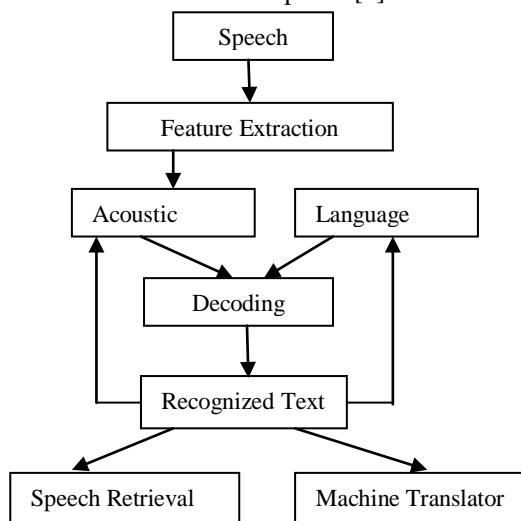 Speech
Feature Extraction
Acoustic
Language
Decoding
Recognized Text
Speech Retrieval
Machine Translator